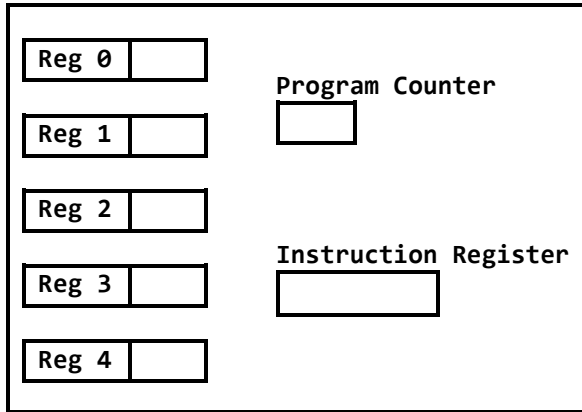 Reg 0
Program Counter
Reg 1
Reg 2
Instruction Register
Reg 3
Reg 4